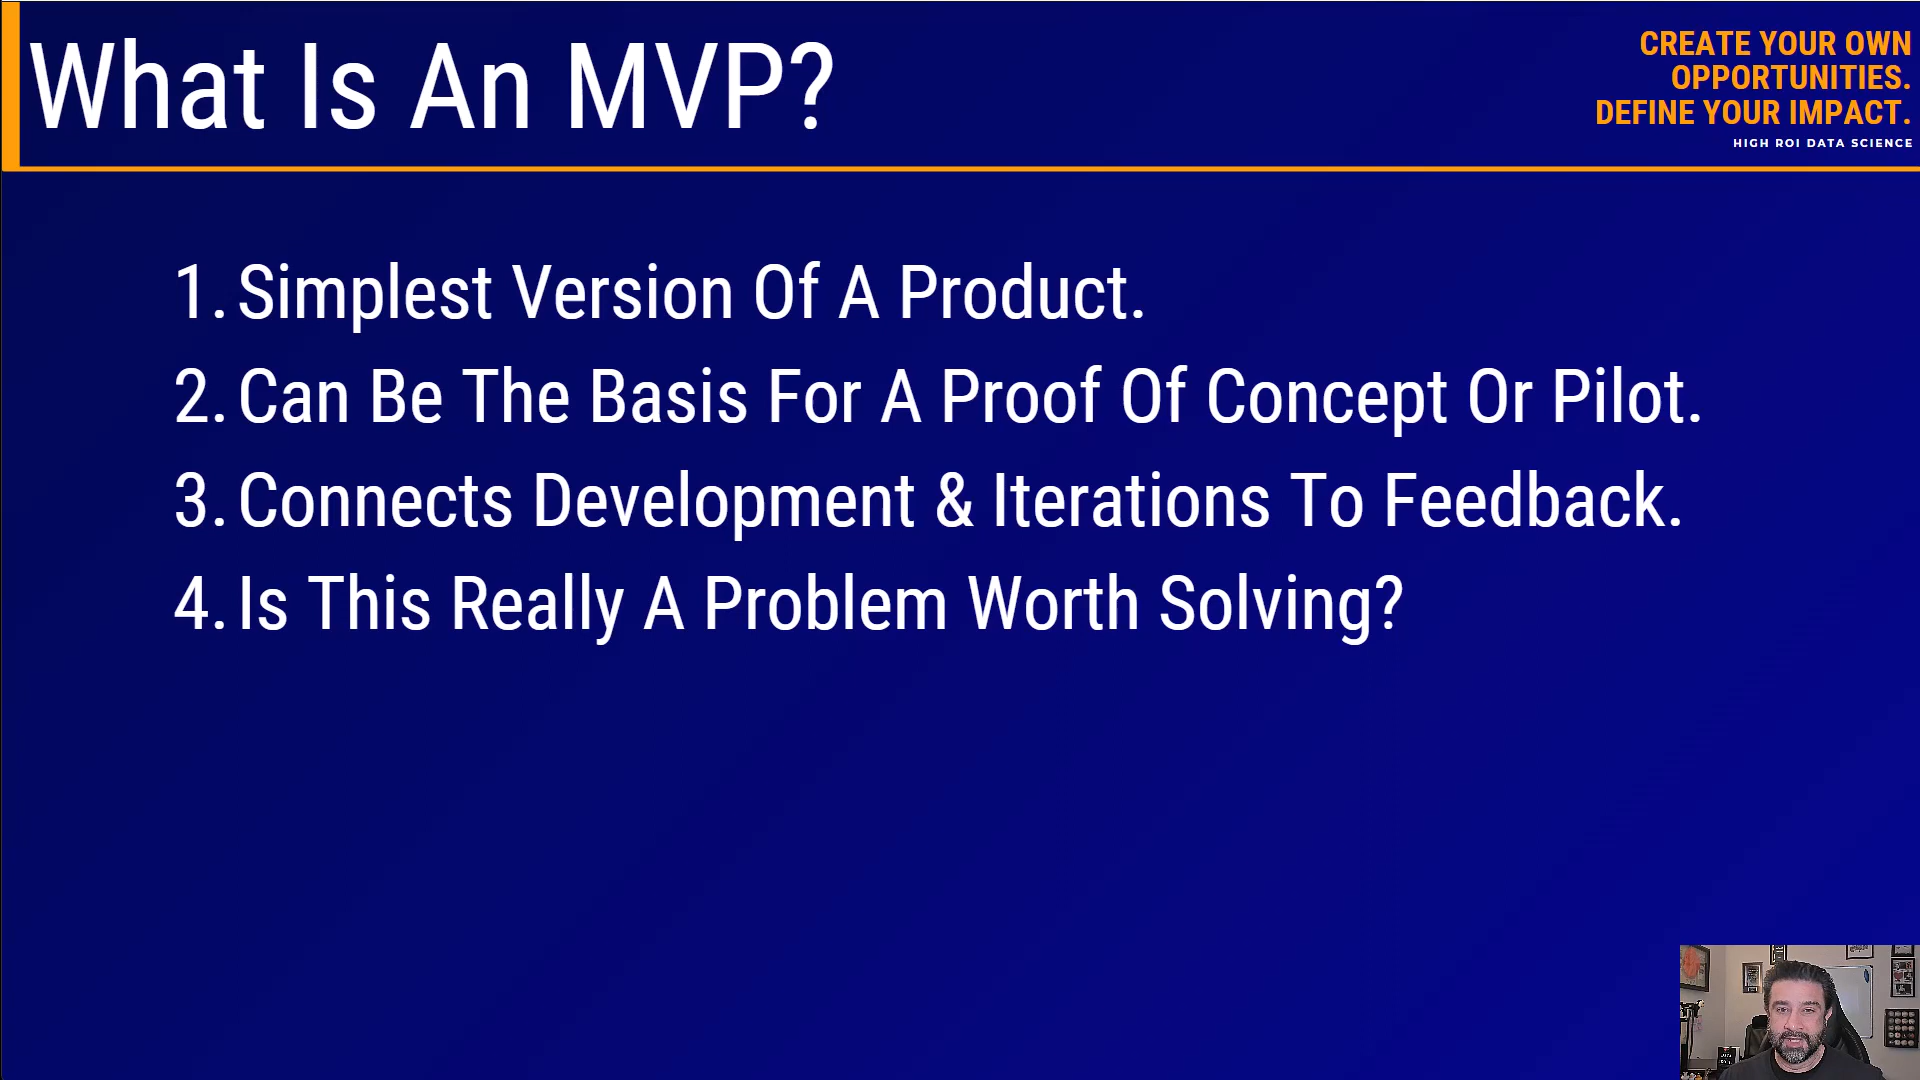 What Is An MVP?
CREATE YOUR OWN
OPPORTUNITIES.
DEFINE YOUR IMPACT.
HIGH ROI DATA SCIENCE
1. Simplest Version Of A Product.
2. Can Be The Basis For A Proof Of Concept Or Pilot.
3. Connects Development & Iterations To Feedback.
4. Is This Really A Problem Worth Solving?